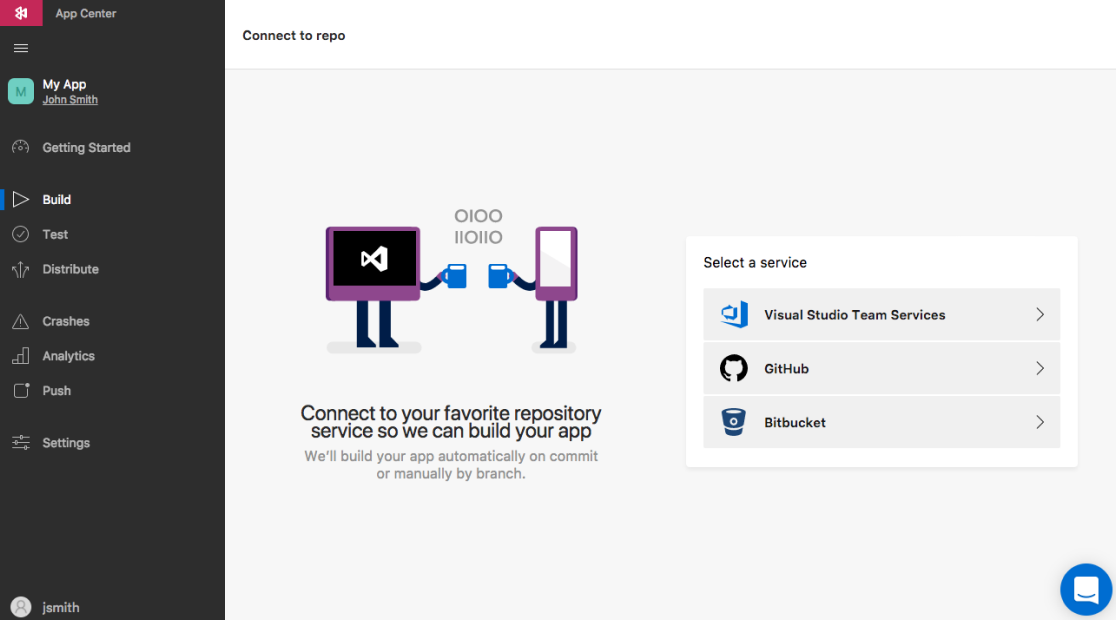 App Center
M
My App
John Smith
Getting Started
Build
Test
Distribute
Crashes
Analytics
Push
Settings
jsmith
Connect to repo
OIOO
IIOIIO
Connect to your favorite repository
service so we can build your app
We'll build your app automatically on commit
or manually by branch.
Select a service
Visual Studio Team Services
GitHub
Bitbucket